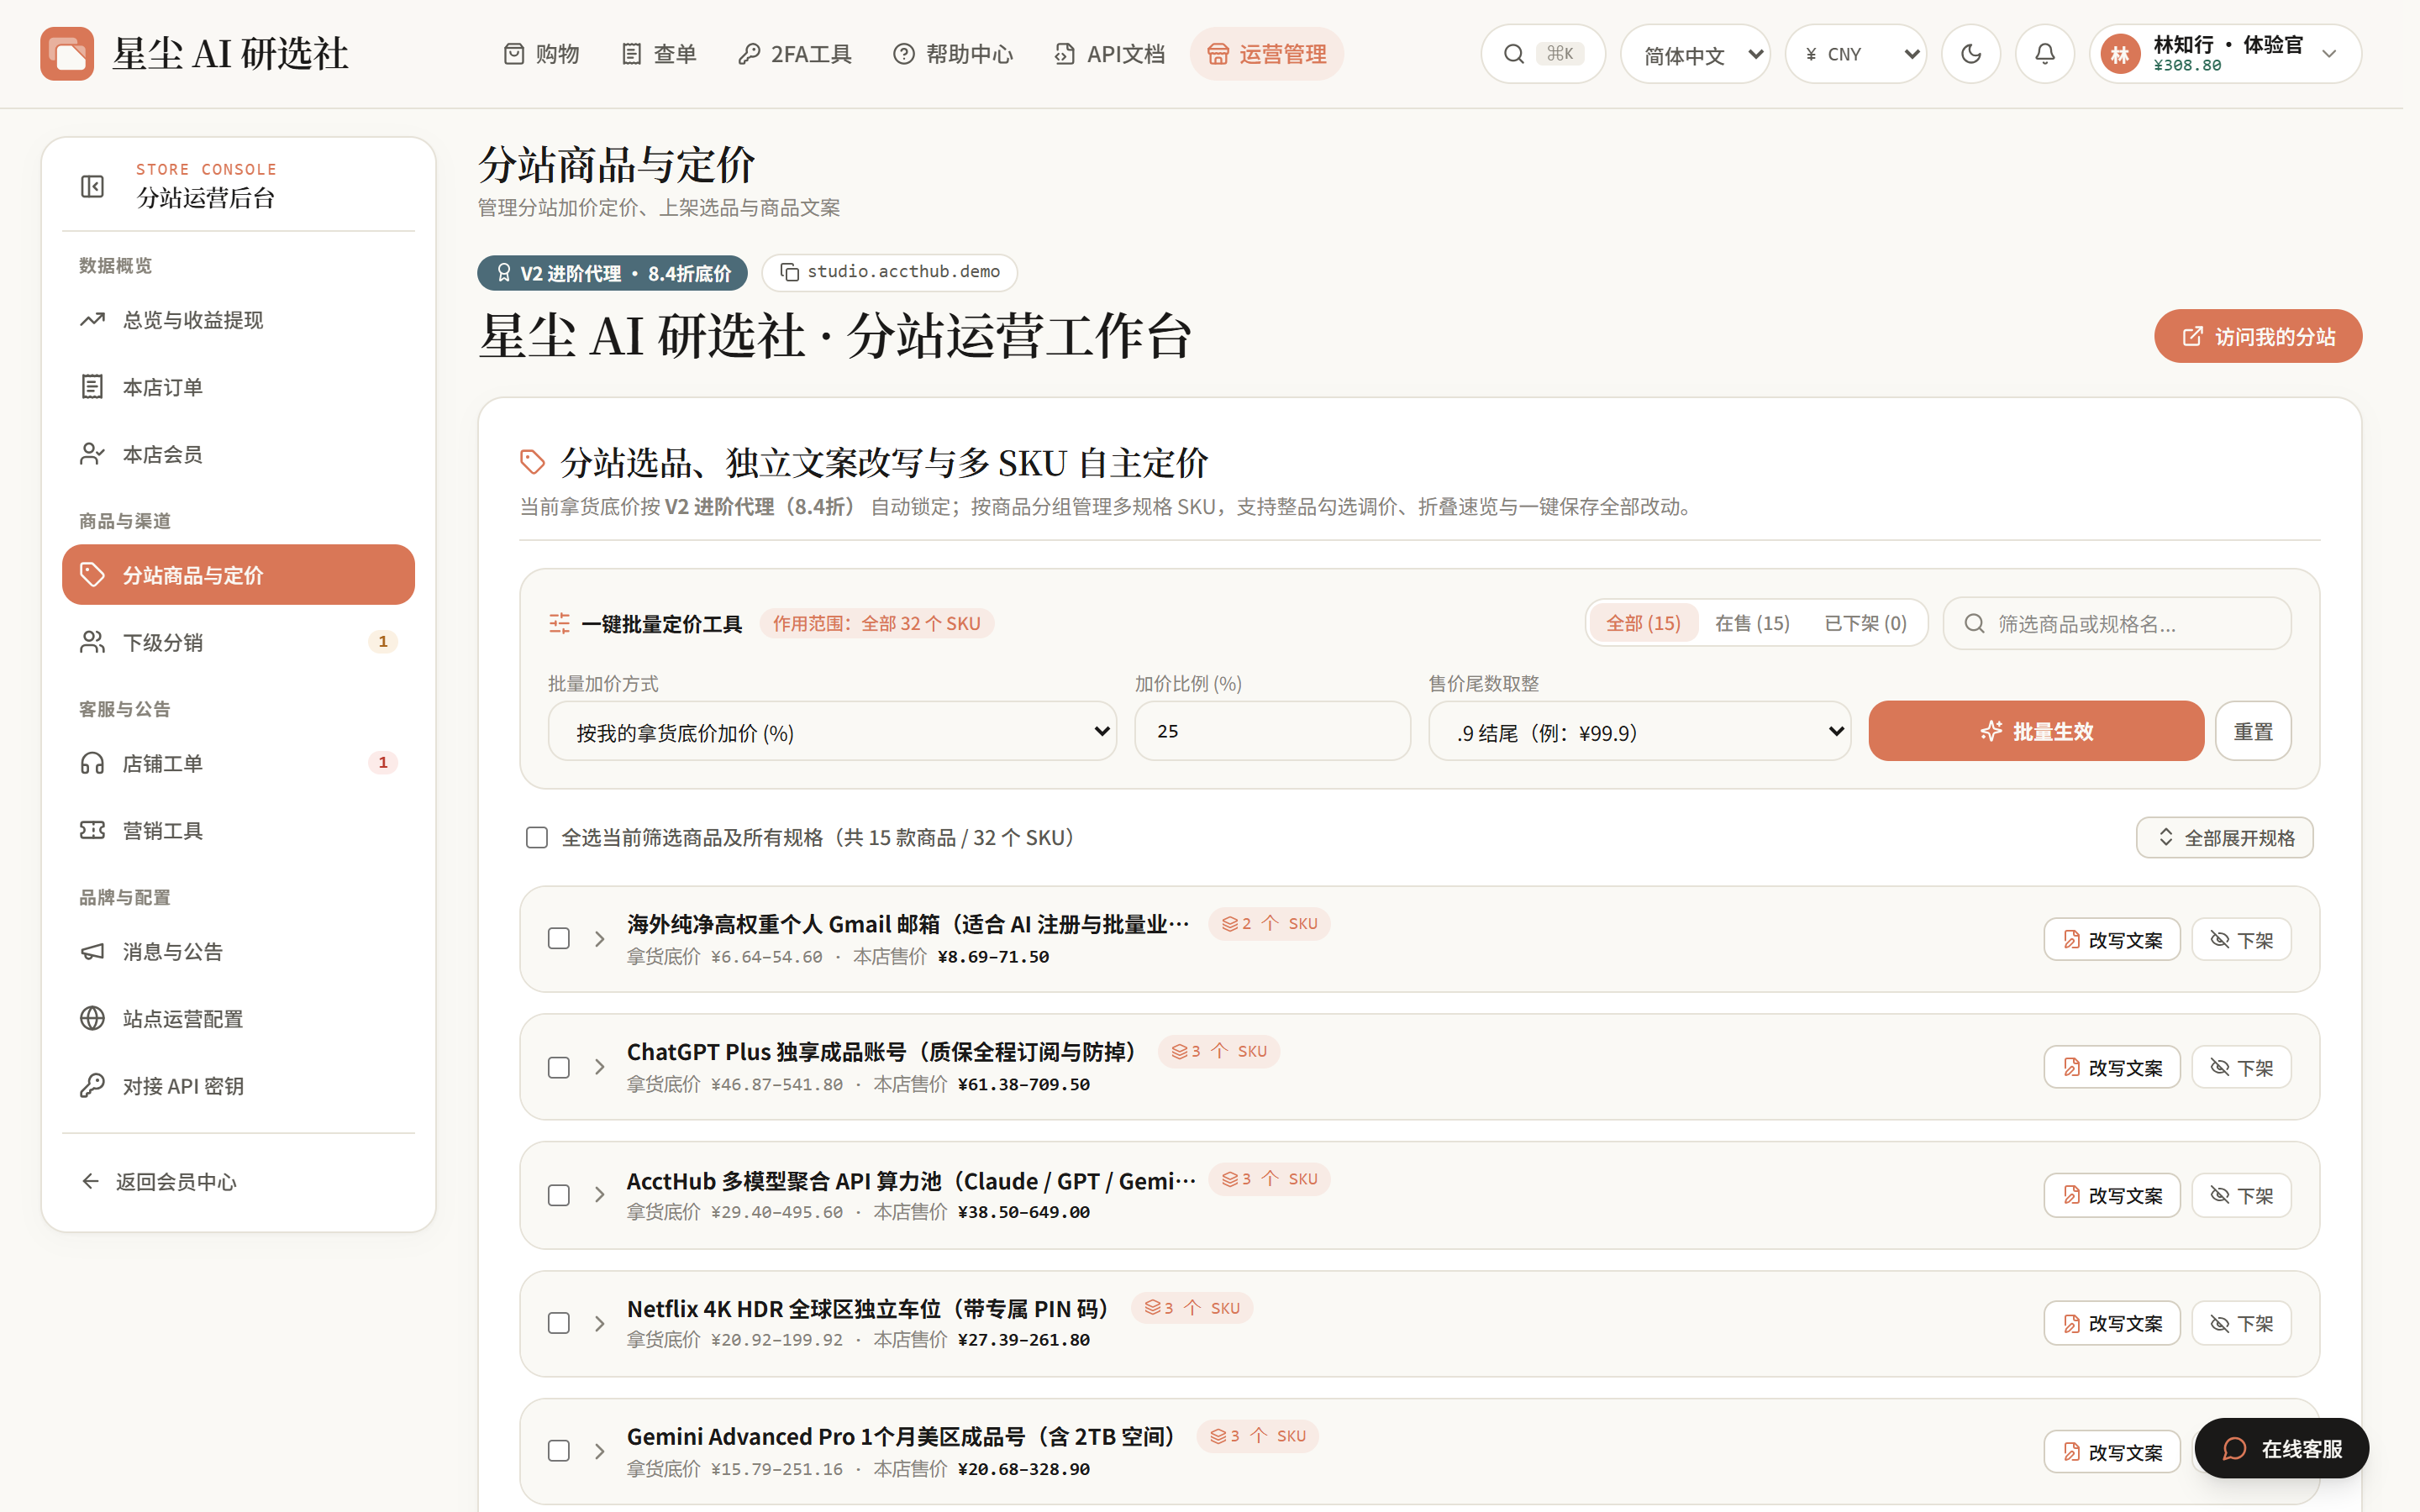 星尘 AI 研选社
购物
查单
2FA工具
帮助中心
API文档
运营管理
⌘K
简体中文
¥ CNY
林
林知行 • 体验官
¥308.80
STORE CONSOLE
分站运营后台
数据概览
总览与收益提现
本店订单
本店会员
商品与渠道
分站商品与定价
下级分销
1
客服与公告
店铺工单
1
营销工具
品牌与配置
消息与公告
站点运营配置
对接 API 密钥
返回会员中心
分站商品与定价
管理分站加价定价、上架选品与商品文案
V2 进阶代理 • 8.4折底价
studio.accthub.demo
星尘 AI 研选社 · 分站运营工作台
访问我的分站
分站选品、独立文案改写与多 SKU 自主定价
当前拿货底价按 V2 进阶代理（8.4折） 自动锁定；按商品分组管理多规格 SKU，支持整品勾选调价、折叠速览与一键保存全部改动。
一键批量定价工具
作用范围：全部 32 个 SKU
全部 (15)
在售 (15)
已下架 (0)
筛选商品或规格名...
批量加价方式
加价比例 (%)
售价尾数取整
按我的拿货底价加价 (%)
25
.9 结尾（例：¥99.9）
批量生效
重置
全选当前筛选商品及所有规格（共 15 款商品 / 32 个 SKU）
全部展开规格
海外纯净高权重个人 Gmail 邮箱（适合 AI 注册与批量业…
2 个 SKU
拿货底价 ¥6.64–54.60 · 本店售价 ¥8.69–71.50
改写文案
下架
ChatGPT Plus 独享成品账号（质保全程订阅与防掉）
3 个 SKU
拿货底价 ¥46.87–541.80 · 本店售价 ¥61.38–709.50
改写文案
下架
AcctHub 多模型聚合 API 算力池（Claude / GPT / Gemi…
3 个 SKU
拿货底价 ¥29.40–495.60 · 本店售价 ¥38.50–649.00
改写文案
下架
Netflix 4K HDR 全球区独立车位（带专属 PIN 码）
3 个 SKU
拿货底价 ¥20.92–199.92 · 本店售价 ¥27.39–261.80
改写文案
下架
Gemini Advanced Pro 1个月美区成品号（含 2TB 空间）
3 个 SKU
拿货底价 ¥15.79–251.16 · 本店售价 ¥20.68–328.90
改写文案
在线客服